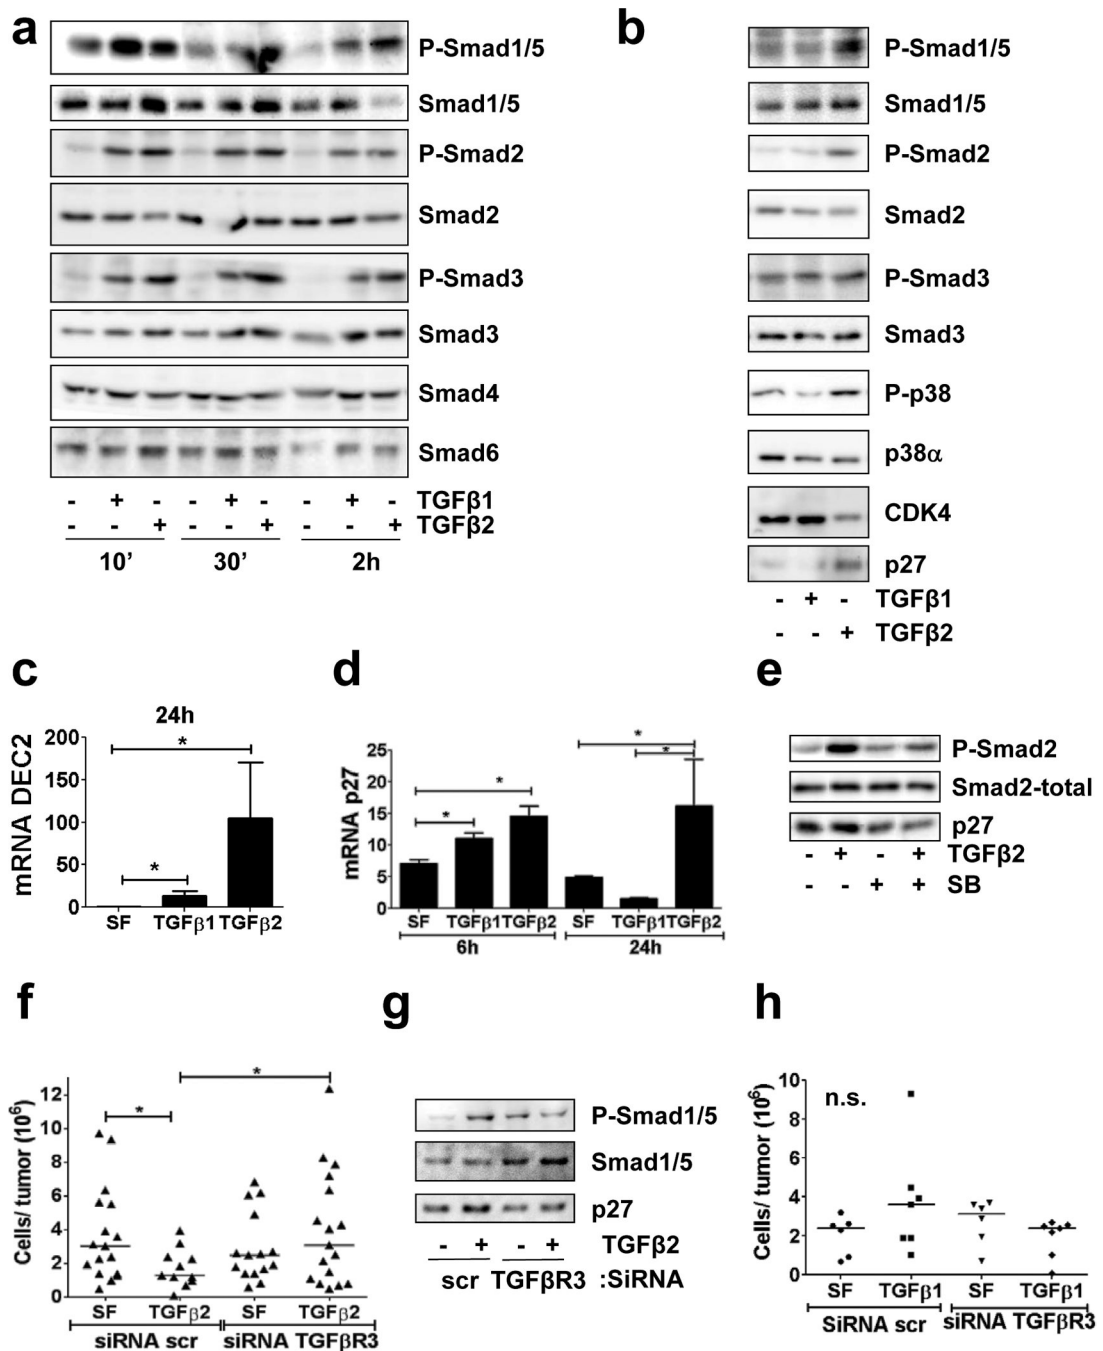 a
P-Smad1/5
Smad1/5
P-Smad2
Smad2
P-Smad3
Smad3
Smad4
Smad6
- + - - + - - + - TGFβ1
- - + - - + - - + TGFβ2
10’ 30’ 2h
b
P-Smad1/5
Smad1/5
P-Smad2
Smad2
P-Smad3
Smad3
P-p38
p38α
CDK4
p27
- + - TGFβ1
- - + TGFβ2
c
24h
mRNA DEC2
200
150
100
50
0
*
*
SF TGFβ1 TGFβ2
d
mRNA p27
25
20
15
10
5
0
*
*
*
*
SF TGFβ1 TGFβ2 SF TGFβ1 TGFβ2
6h 24h
e
P-Smad2
Smad2-total
p27
- + - + TGFβ2
- - + + SB
f
Cells/ tumor (10⁶)
12
10
8
6
4
2
0
*
*
SF TGFβ2 SF TGFβ2
siRNA scr siRNA TGFβR3
g
P-Smad1/5
Smad1/5
p27
- + - + TGFβ2
scr TGFβR3 :SiRNA
h
n.s.
Cells/ tumor (10⁶)
10
8
6
4
2
0
SF TGFβ1 SF TGFβ1
SiRNA scr siRNA TGFβR3